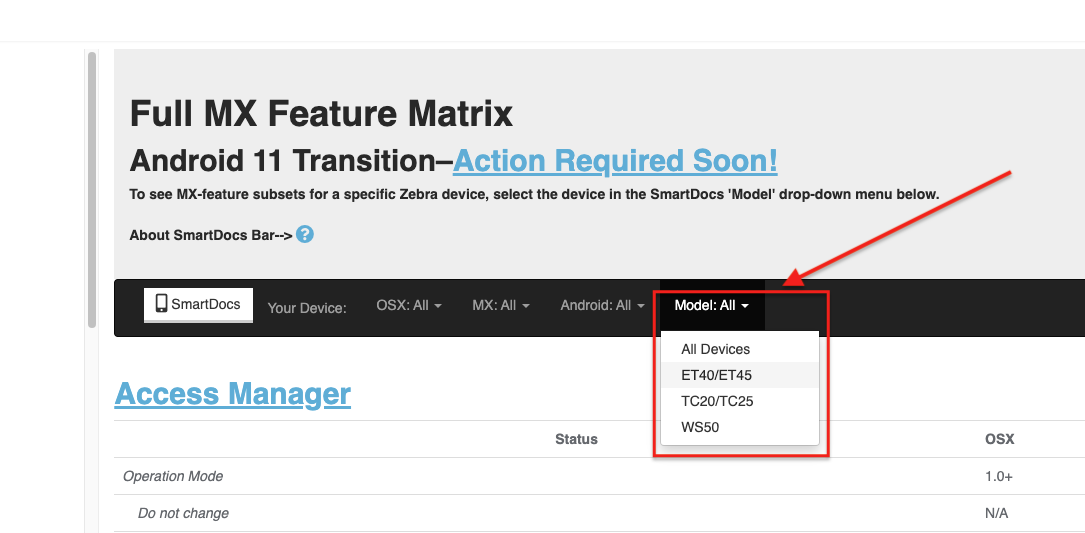 Full MX Feature Matrix
Android 11 Transition–Action Required Soon!
To see MX-feature subsets for a specific Zebra device, select the device in the SmartDocs 'Model' drop-down menu below.
About SmartDocs Bar--> ?
SmartDocs Your Device: OSX: All MX: All Android: All Model: All
All Devices
ET40/ET45
TC20/TC25
WS50
Access Manager
Status OSX
Operation Mode 1.0+
Do not change N/A